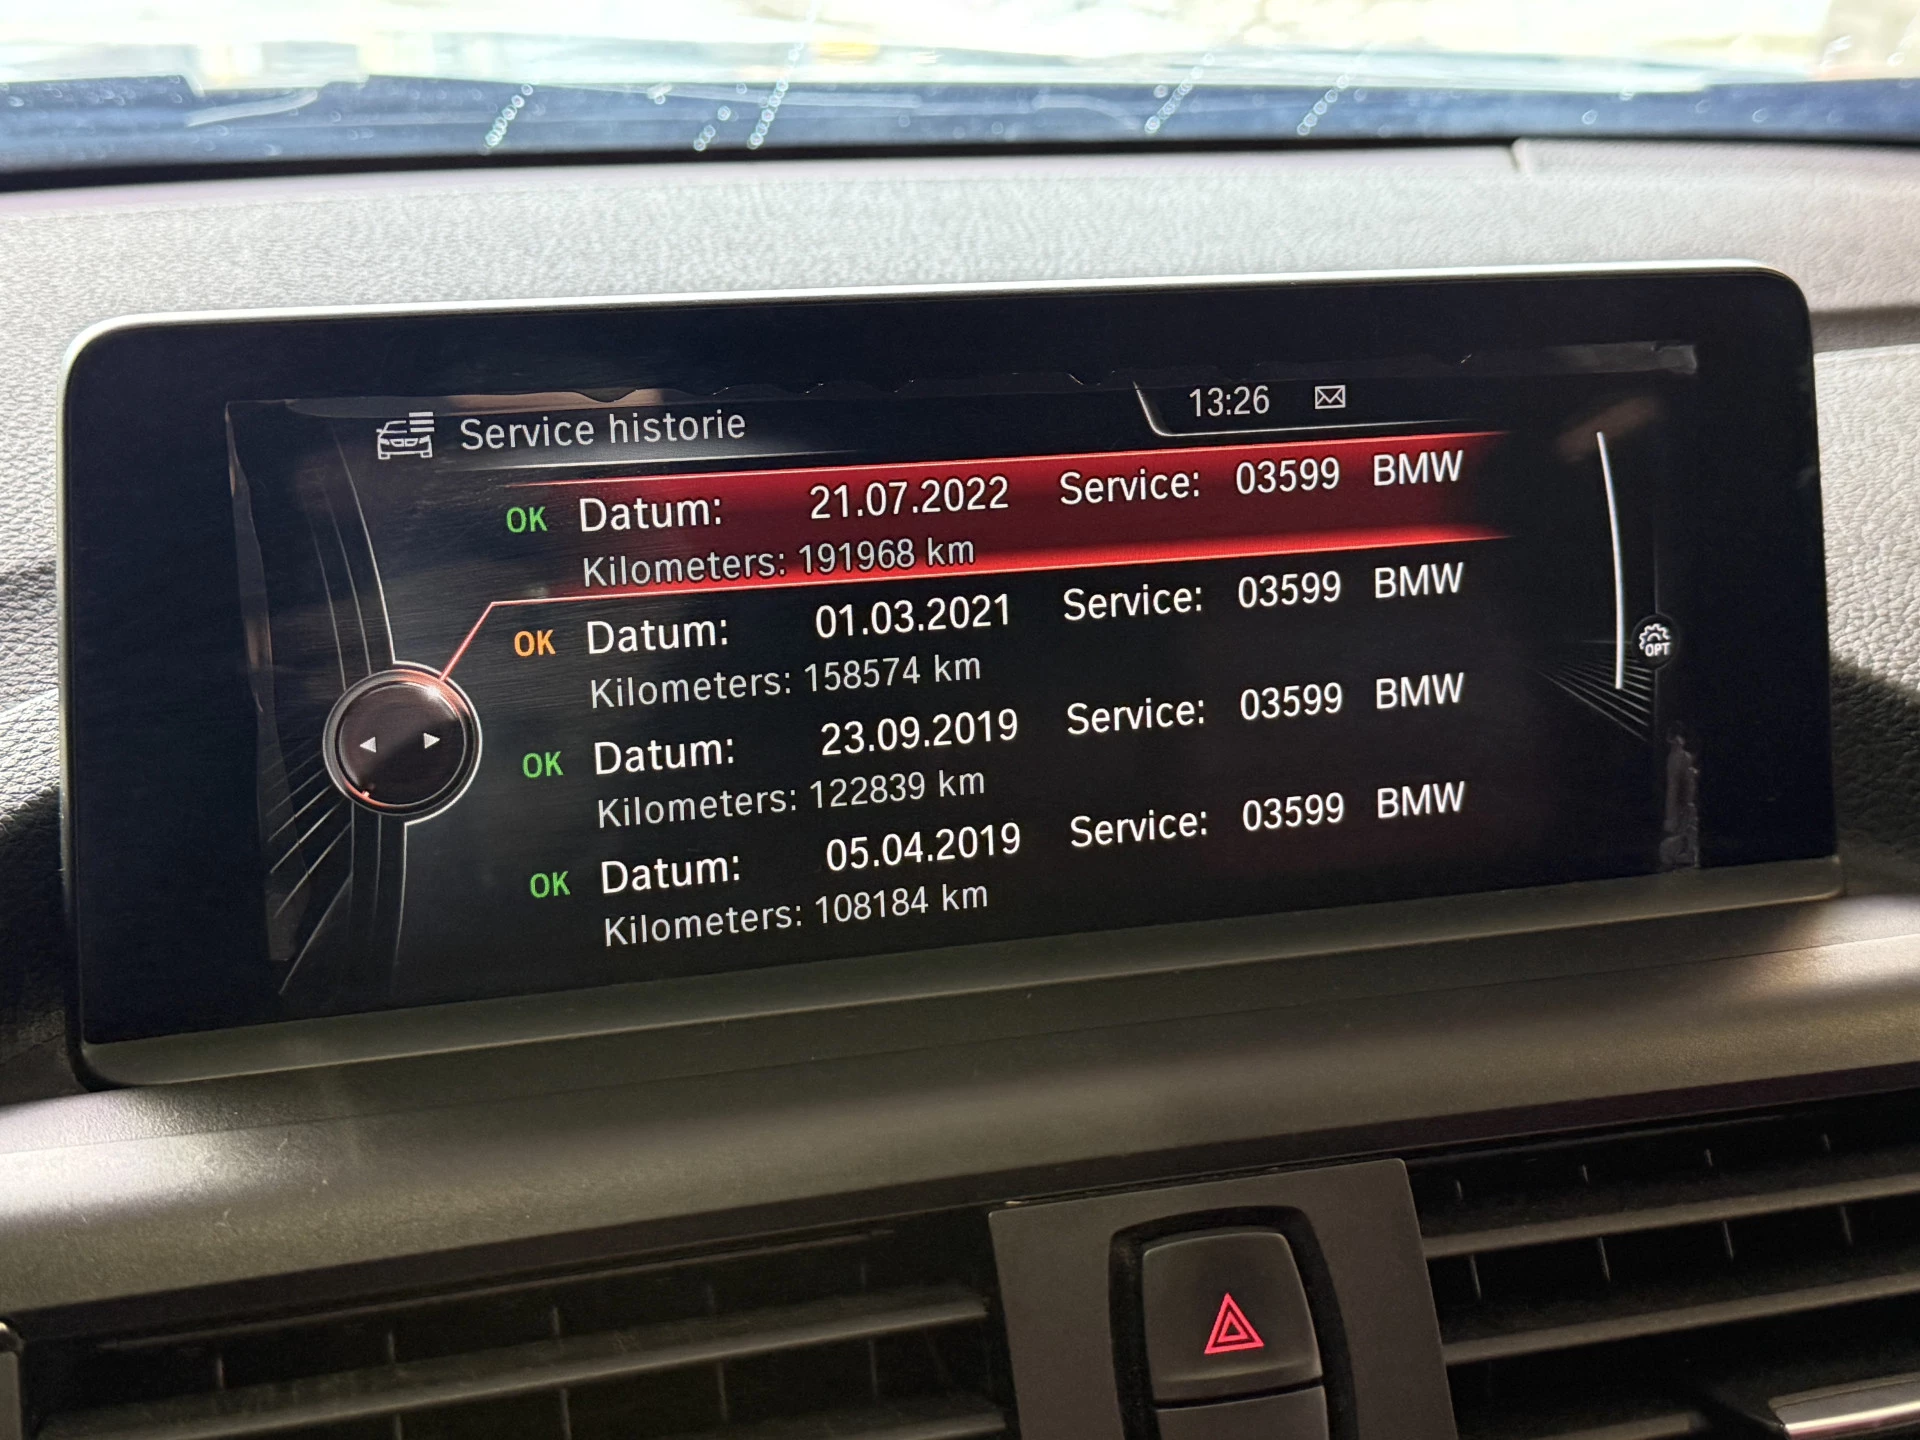 Service historie 13:26
OK Datum: 21.07.2022 Service: 03599 BMW
Kilometers: 191968 km
OK Datum: 01.03.2021 Service: 03599 BMW
Kilometers: 158574 km
OK Datum: 23.09.2019 Service: 03599 BMW
Kilometers: 122839 km
OK Datum: 05.04.2019 Service: 03599 BMW
Kilometers: 108184 km
OPT